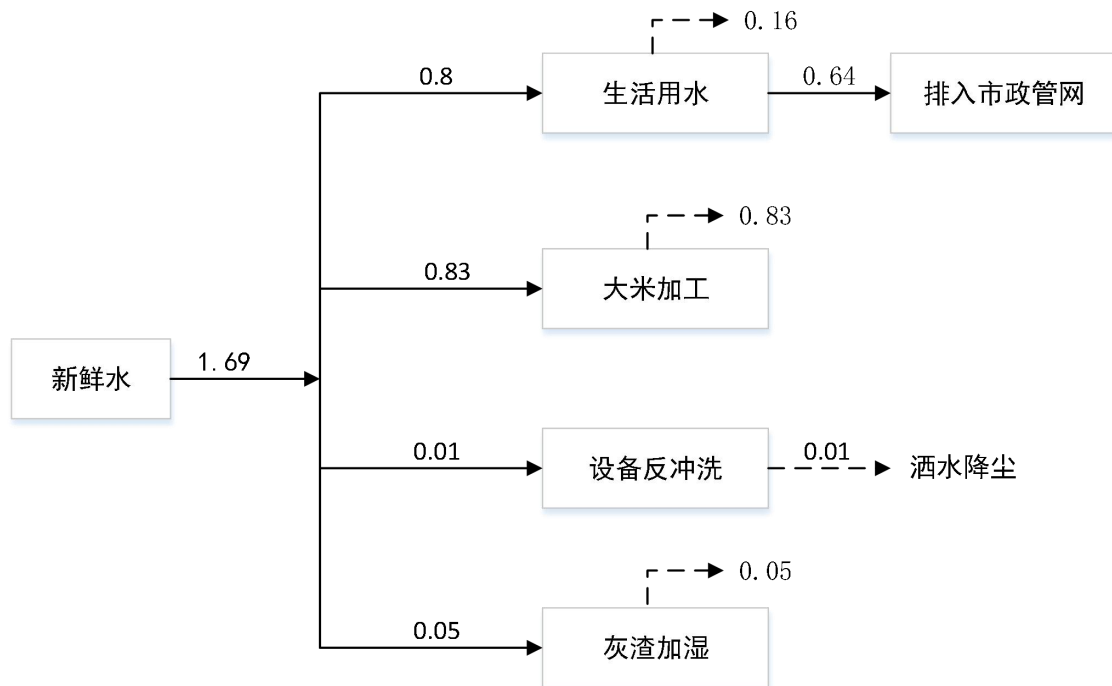 0.16
0.8
生活用水
0.64
排入市政管网
0.83
0.83
大米加工
新鲜水
1.69
0.01
设备反冲洗
0.01
洒水降尘
0.05
0.05
灰渣加湿